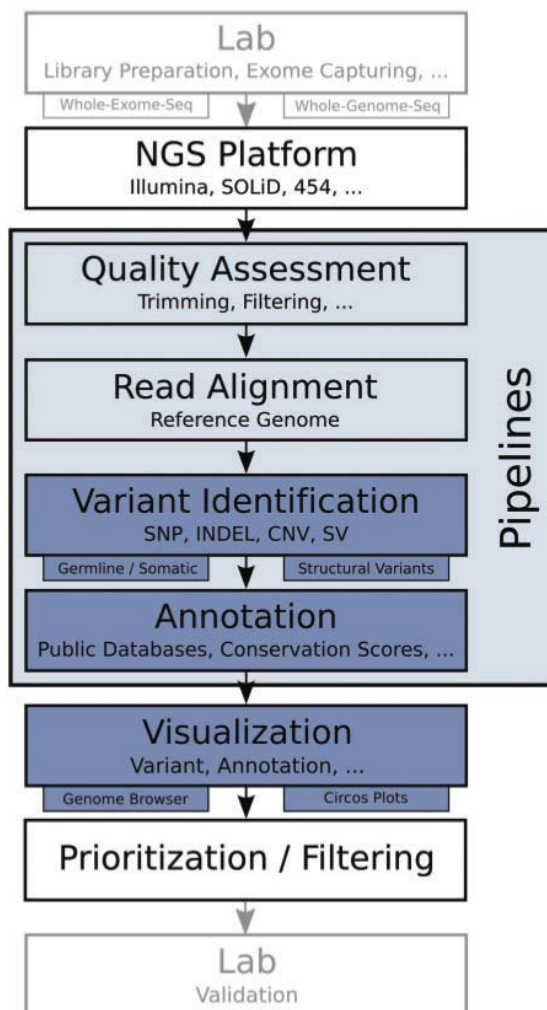 Lab
Library Preparation, Exome Capturing, ...
Whole-Exome-Seq
Whole-Genome-Seq
NGS Platform
Illumina, SOLiD, 454, ...
Quality Assessment
Trimming, Filtering, ...
Read Alignment
Reference Genome
Variant Identification
SNP, INDEL, CNV, SV
Germline / Somatic
Structural Variants
Annotation
Public Databases, Conservation Scores, ...
Pipelines
Visualization
Variant, Annotation, ...
Genome Browser
Circos Plots
Prioritization / Filtering
Lab
Validation